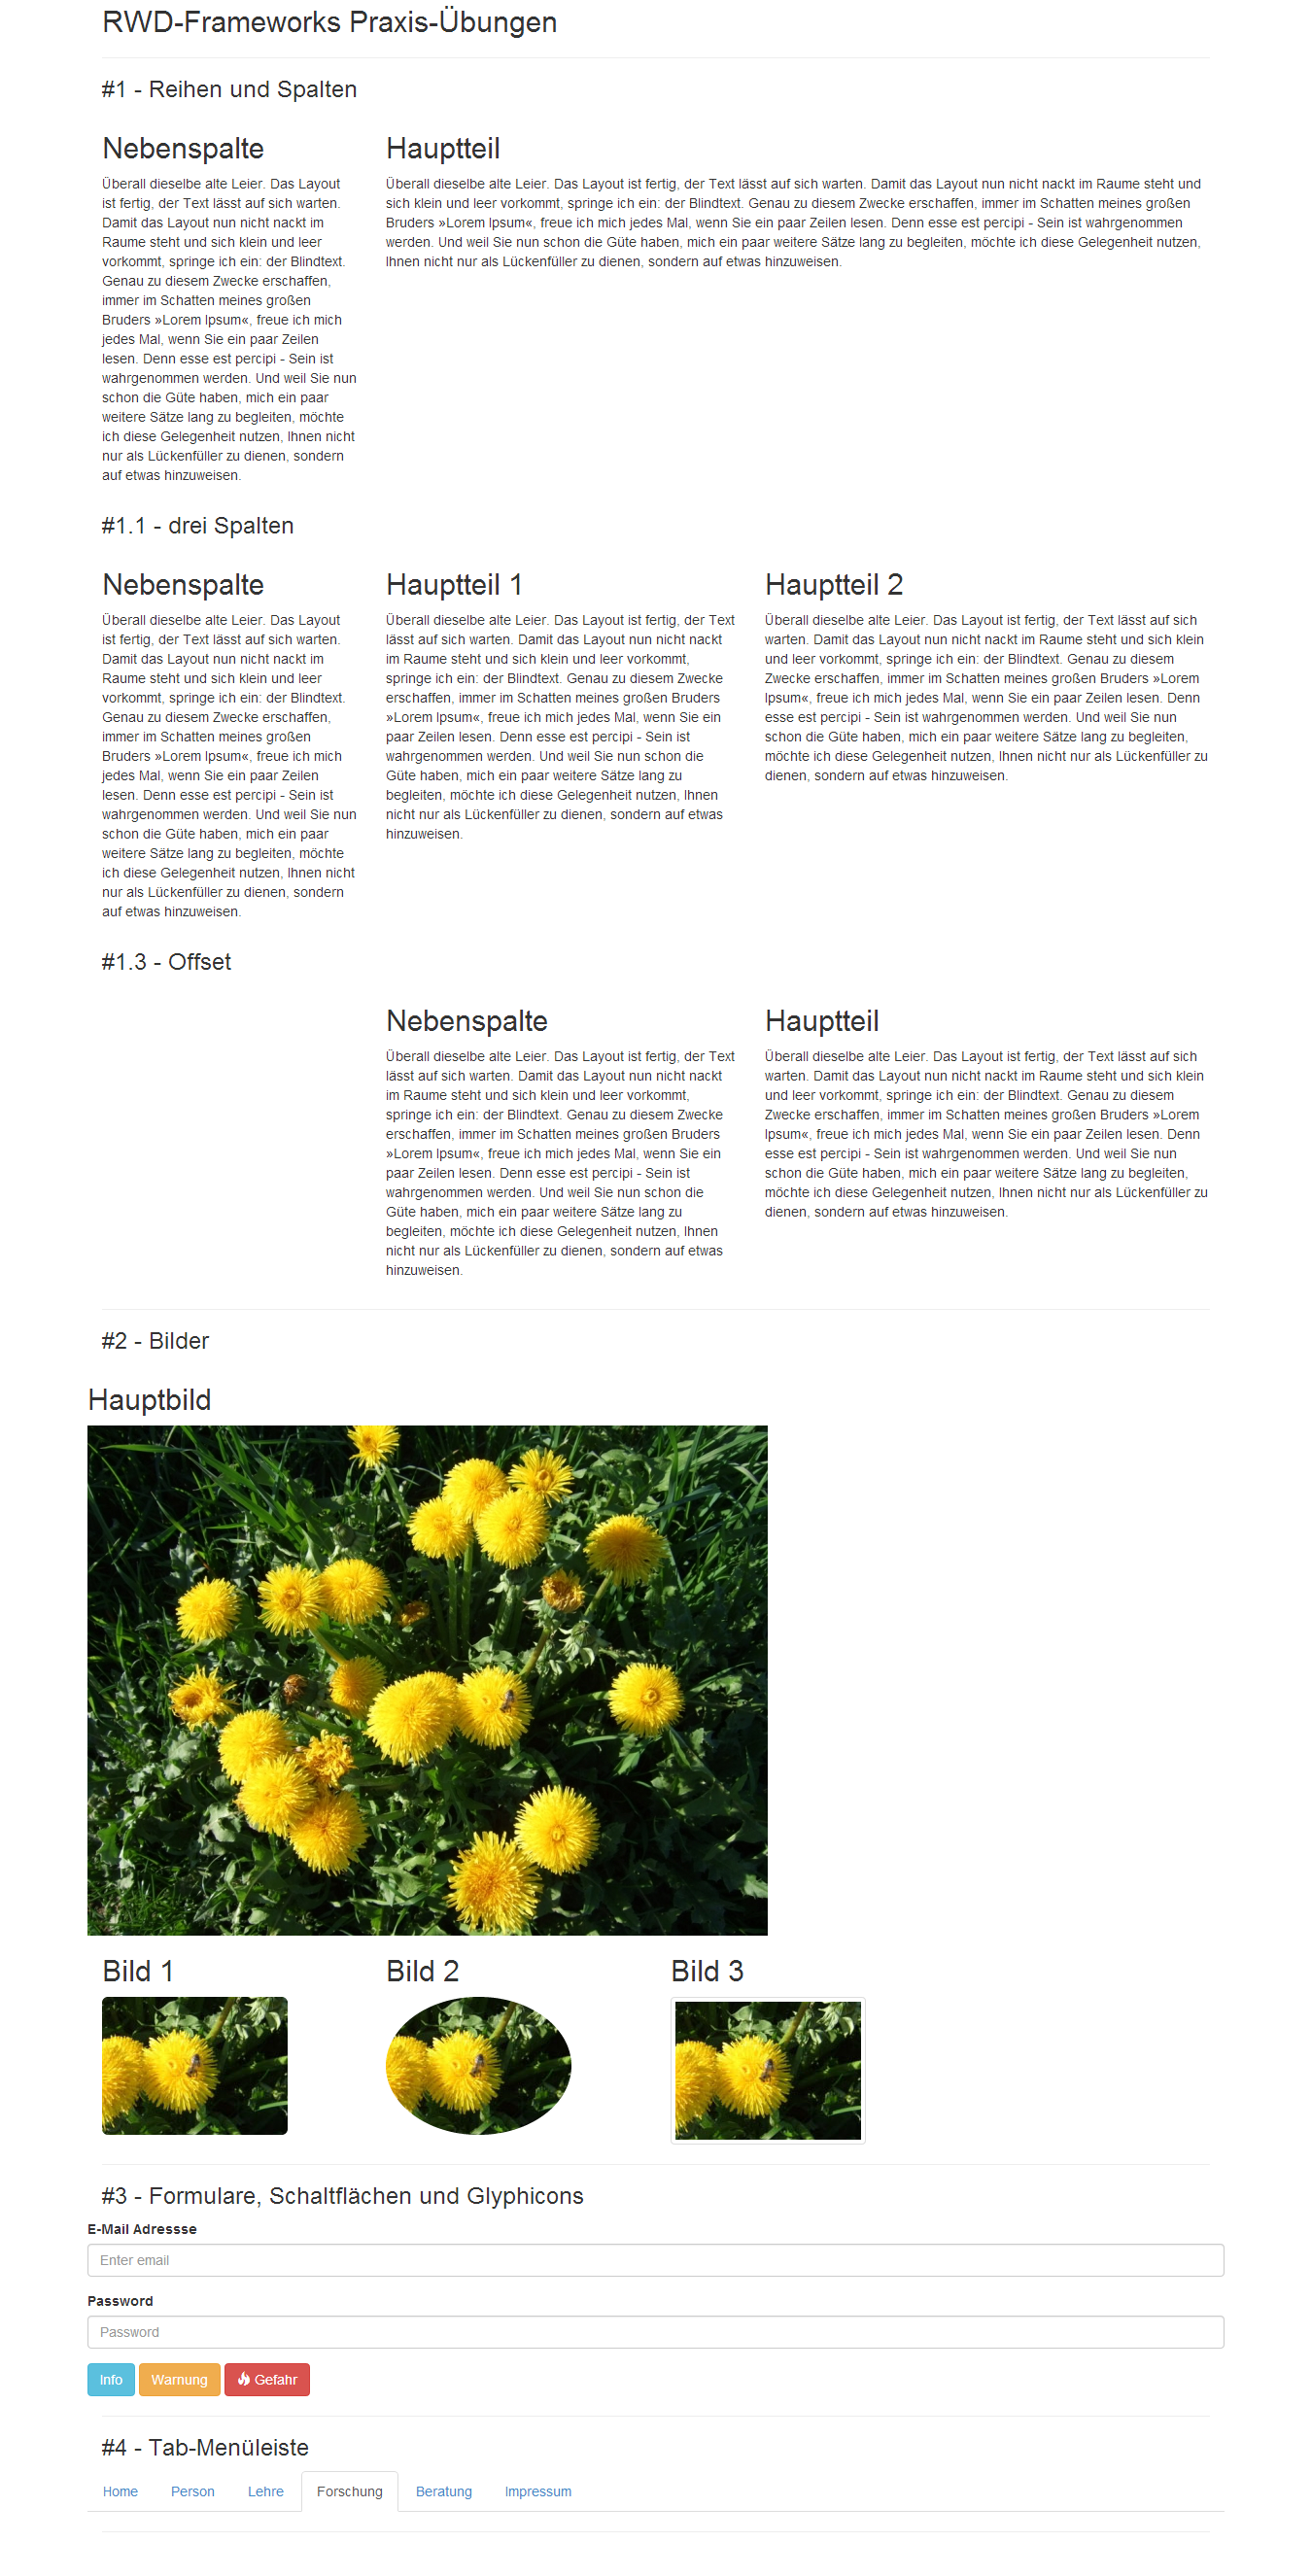 RWD-Frameworks Praxis-Übungen
#1 - Reihen und Spalten
Nebenspalte
Überall dieselbe alte Leier. Das Layout
ist fertig, der Text lässt auf sich warten.
Damit das Layout nun nicht nackt im
Raume steht und sich klein und leer
vorkommt, springe ich ein: der Blindtext.
Genau zu diesem Zwecke erschaffen,
immer im Schatten meines großen
Bruders »Lorem Ipsum«, freue ich mich
jedes Mal, wenn Sie ein paar Zeilen
lesen. Denn esse est percipi - Sein ist
wahrgenommen werden. Und weil Sie nun
schon die Güte haben, mich ein paar
weitere Sätze lang zu begleiten, möchte
ich diese Gelegenheit nutzen, Ihnen nicht
nur als Lückenfüller zu dienen, sondern
auf etwas hinzuweisen.
Hauptteil
Überall dieselbe alte Leier. Das Layout ist fertig, der Text lässt auf sich warten. Damit das Layout nun nicht nackt im Raume steht und
sich klein und leer vorkommt, springe ich ein: der Blindtext. Genau zu diesem Zwecke erschaffen, immer im Schatten meines großen
Bruders »Lorem Ipsum«, freue ich mich jedes Mal, wenn Sie ein paar Zeilen lesen. Denn esse est percipi - Sein ist wahrgenommen
werden. Und weil Sie nun schon die Güte haben, mich ein paar weitere Sätze lang zu begleiten, möchte ich diese Gelegenheit nutzen,
Ihnen nicht nur als Lückenfüller zu dienen, sondern auf etwas hinzuweisen.
#1.1 - drei Spalten
Nebenspalte
Überall dieselbe alte Leier. Das Layout
ist fertig, der Text lässt auf sich warten.
Damit das Layout nun nicht nackt im
Raume steht und sich klein und leer
vorkommt, springe ich ein: der Blindtext.
Genau zu diesem Zwecke erschaffen,
immer im Schatten meines großen
Bruders »Lorem Ipsum«, freue ich mich
jedes Mal, wenn Sie ein paar Zeilen
lesen. Denn esse est percipi - Sein ist
wahrgenommen werden. Und weil Sie nun
schon die Güte haben, mich ein paar
weitere Sätze lang zu begleiten, möchte
ich diese Gelegenheit nutzen, Ihnen nicht
nur als Lückenfüller zu dienen, sondern
auf etwas hinzuweisen.
Hauptteil 1
Überall dieselbe alte Leier. Das Layout ist fertig, der Text
lässt auf sich warten. Damit das Layout nun nicht nackt
im Raume steht und sich klein und leer vorkommt,
springe ich ein: der Blindtext. Genau zu diesem Zwecke
erschaffen, immer im Schatten meines großen Bruders
»Lorem Ipsum«, freue ich mich jedes Mal, wenn Sie ein
paar Zeilen lesen. Denn esse est percipi - Sein ist
wahrgenommen werden. Und weil Sie nun schon die
Güte haben, mich ein paar weitere Sätze lang zu
begleiten, möchte ich diese Gelegenheit nutzen, Ihnen
nicht nur als Lückenfüller zu dienen, sondern auf etwas
hinzuweisen.
Hauptteil 2
Überall dieselbe alte Leier. Das Layout ist fertig, der Text lässt auf sich
warten. Damit das Layout nun nicht nackt im Raume steht und sich klein
und leer vorkommt, springe ich ein: der Blindtext. Genau zu diesem
Zwecke erschaffen, immer im Schatten meines großen Bruders »Lorem
Ipsum«, freue ich mich jedes Mal, wenn Sie ein paar Zeilen lesen. Denn
esse est percipi - Sein ist wahrgenommen werden. Und weil Sie nun
schon die Güte haben, mich ein paar weitere Sätze lang zu begleiten,
möchte ich diese Gelegenheit nutzen, Ihnen nicht nur als Lückenfüller zu
dienen, sondern auf etwas hinzuweisen.
#1.3 - Offset
Nebenspalte
Überall dieselbe alte Leier. Das Layout ist fertig, der Text
lässt auf sich warten. Damit das Layout nun nicht nackt
im Raume steht und sich klein und leer vorkommt,
springe ich ein: der Blindtext. Genau zu diesem Zwecke
erschaffen, immer im Schatten meines großen Bruders
»Lorem Ipsum«, freue ich mich jedes Mal, wenn Sie ein
paar Zeilen lesen. Denn esse est percipi - Sein ist
wahrgenommen werden. Und weil Sie nun schon die
Güte haben, mich ein paar weitere Sätze lang zu
begleiten, möchte ich diese Gelegenheit nutzen, Ihnen
nicht nur als Lückenfüller zu dienen, sondern auf etwas
hinzuweisen.
Hauptteil
Überall dieselbe alte Leier. Das Layout ist fertig, der Text lässt auf sich
warten. Damit das Layout nun nicht nackt im Raume steht und sich klein
und leer vorkommt, springe ich ein: der Blindtext. Genau zu diesem
Zwecke erschaffen, immer im Schatten meines großen Bruders »Lorem
Ipsum«, freue ich mich jedes Mal, wenn Sie ein paar Zeilen lesen. Denn
esse est percipi - Sein ist wahrgenommen werden. Und weil Sie nun
schon die Güte haben, mich ein paar weitere Sätze lang zu begleiten,
möchte ich diese Gelegenheit nutzen, Ihnen nicht nur als Lückenfüller zu
dienen, sondern auf etwas hinzuweisen.
#2 - Bilder
Hauptbild
Bild 1
Bild 2
Bild 3
#3 - Formulare, Schaltflächen und Glyphicons
E-Mail Adressse
Enter email
Password
Password
Info Warnung Gefahr
#4 - Tab-Menüleiste
Home Person Lehre Forschung Beratung Impressum